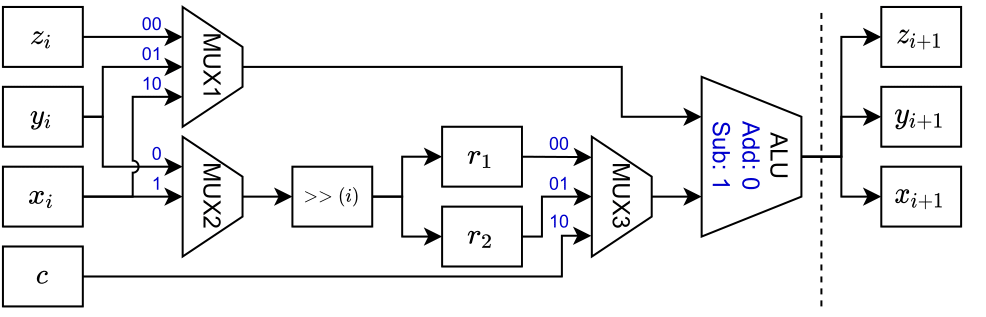 z_i
00
01
10
MUX1
z_{i+1}
y_i
y_{i+1}
x_i
0
1
MUX2
>> (i)
r_1
r_2
00
01
10
MUX3
ALU
Add: 0
Sub: 1
x_{i+1}
c